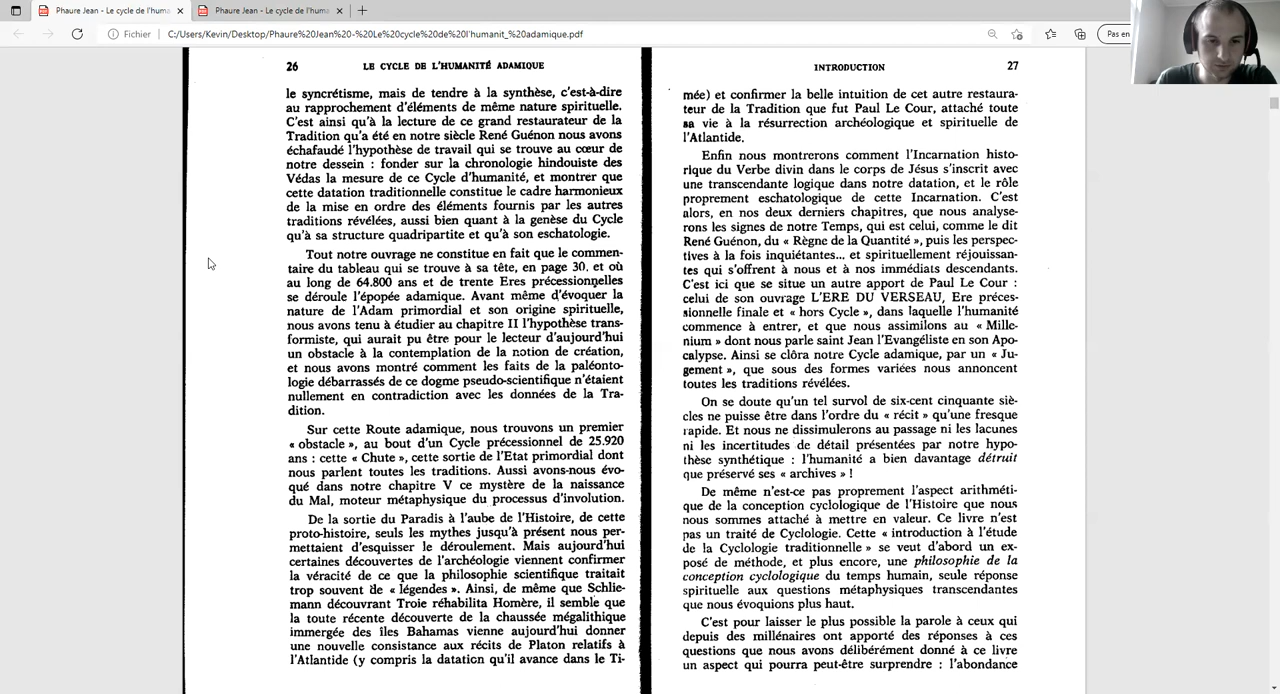 Phaure Jean - Le cycle de l'huma
Phaure Jean - Le cycle de l'huma
Fichier
C:/Users/Kevin/Desktop/Phaure%20Jean%20-%20Le%20cycle%20de%20l'humanit_%20adamique.pdf
Pas en
26 LE CYCLE DE L'HUMANITÉ ADAMIQUE
le syncrétisme, mais de tendre à la synthèse, c'est-à-dire
au rapprochement d'éléments de même nature spirituelle.
C'est ainsi qu'à la lecture de ce grand restaurateur de la
Tradition qu'a été en notre siècle René Guénon nous avons
échafaudé l'hypothèse de travail qui se trouve au cœur de
notre dessein : fonder sur la chronologie hindouiste des
Védas la mesure de ce Cycle d'humanité, et montrer que
cette datation traditionnelle constitue le cadre harmonieux
de la mise en ordre des éléments fournis par les autres
traditions révélées, aussi bien quant à la genèse du Cycle
qu'à sa structure quadripartite et qu'à son eschatologie.
Tout notre ouvrage ne constitue en fait que le commen-
taire du tableau qui se trouve à sa tête, en page 30. et où
au long de 64.800 ans et de trente Eres précessionnelles
se déroule l'épopée adamique. Avant même d'évoquer la
nature de l'Adam primordial et son origine spirituelle,
nous avons tenu à étudier au chapitre II l'hypothèse trans-
formiste, qui aurait pu être pour le lecteur d'aujourd'hui
un obstacle à la contemplation de la notion de création,
et nous avons montré comment les faits de la paléonto-
logie débarrassés de ce dogme pseudo-scientifique n'étaient
nullement en contradiction avec les données de la Tra-
dition.
Sur cette Route adamique, nous trouvons un premier
« obstacle », au bout d'un Cycle précessionnel de 25.920
ans : cette « Chute », cette sortie de l'Etat primordial dont
nous parlent toutes les traditions. Aussi avons-nous évo-
qué dans notre chapitre V ce mystère de la naissance
du Mal, moteur métaphysique du processus d'involution.
De la sortie du Paradis à l'aube de l'Histoire, de cette
proto-histoire, seuls les mythes jusqu'à présent nous per-
mettaient d'esquisser le déroulement. Mais aujourd'hui
certaines découvertes de l'archéologie viennent confirmer
la véracité de ce que la philosophie scientifique traitait
trop souvent de « légendes ». Ainsi, de même que Schlie-
mann découvrant Troie réhabilita Homère, il semble que
la toute récente découverte de la chaussée mégalithique
immergée des îles Bahamas vienne aujourd'hui donner
une nouvelle consistance aux récits de Platon relatifs à
l'Atlantide (y compris la datation qu'il avance dans le Ti-
INTRODUCTION 27
mée) et confirmer la belle intuition de cet autre restaura-
teur de la Tradition que fut Paul Le Cour, attaché toute
sa vie à la résurrection archéologique et spirituelle de
l'Atlantide.
Enfin nous montrerons comment l'Incarnation histo-
rique du Verbe divin dans le corps de Jésus s'inscrit avec
une transcendante logique dans notre datation, et le rôle
proprement eschatologique de cette Incarnation. C'est
alors, en nos deux derniers chapitres, que nous analyse-
rons les signes de notre Temps, qui est celui, comme le dit
René Guénon, du « Règne de la Quantité », puis les perspec-
tives à la fois inquiétantes... et spirituellement réjouissan-
tes qui s'offrent à nous et à nos immédiats descendants.
C'est ici que se situe un autre apport de Paul Le Cour :
celui de son ouvrage L'ERE DU VERSEAU, Ere préces-
sionnelle finale et « hors Cycle », dans laquelle l'humanité
commence à entrer, et que nous assimilons au « Mille-
nium » dont nous parle saint Jean l'Evangéliste en son Apo-
calypse. Ainsi se clôra notre Cycle adamique, par un « Ju-
gement », que sous des formes variées nous annoncent
toutes les traditions révélées.
On se doute qu'un tel survol de six-cent cinquante siè-
cles ne puisse être dans l'ordre du « récit » qu'une fresque
rapide. Et nous ne dissimulerons au passage ni les lacunes
ni les incertitudes de détail présentées par notre hypo-
thèse synthétique : l'humanité a bien davantage détruit
que préservé ses « archives » !
De même n'est-ce pas proprement l'aspect arithméti-
que de la conception cyclologique de l'Histoire que nous
nous sommes attaché à mettre en valeur. Ce livre n'est
pas un traité de Cyclologie. Cette « introduction à l'étude
de la Cyclologie traditionnelle » se veut d'abord un ex-
posé de méthode, et plus encore, une philosophie de la
conception cyclologique du temps humain, seule réponse
spirituelle aux questions métaphysiques transcendantes
que nous évoquions plus haut.
C'est pour laisser le plus possible la parole à ceux qui
depuis des millénaires ont apporté des réponses à ces
questions que nous avons délibérément donné à ce livre
un aspect qui pourra peut-être surprendre : l'abondance